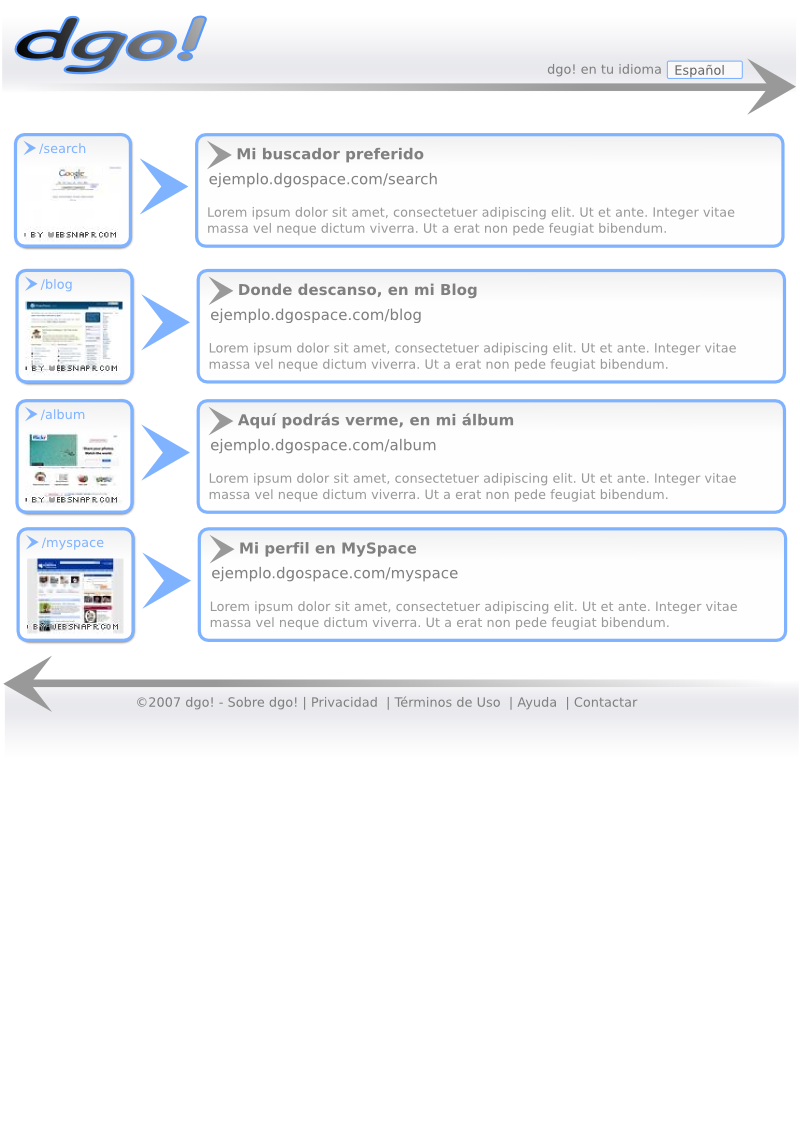 dgo!
dgo! en tu idioma Español
/search
Google
BY WEBSNAPR.COM
Mi buscador preferido
ejemplo.dgospace.com/search
Lorem ipsum dolor sit amet, consectetuer adipiscing elit. Ut et ante. Integer vitae
massa vel neque dictum viverra. Ut a erat non pede feugiat bibendum.
/blog
BY WEBSNAPR.COM
Donde descanso, en mi Blog
ejemplo.dgospace.com/blog
Lorem ipsum dolor sit amet, consectetuer adipiscing elit. Ut et ante. Integer vitae
massa vel neque dictum viverra. Ut a erat non pede feugiat bibendum.
/album
flickr
Share your photos.
Watch the world.
BY WEBSNAPR.COM
Aquí podrás verme, en mi álbum
ejemplo.dgospace.com/album
Lorem ipsum dolor sit amet, consectetuer adipiscing elit. Ut et ante. Integer vitae
massa vel neque dictum viverra. Ut a erat non pede feugiat bibendum.
/myspace
BY WEBSNAPR.COM
Mi perfil en MySpace
ejemplo.dgospace.com/myspace
Lorem ipsum dolor sit amet, consectetuer adipiscing elit. Ut et ante. Integer vitae
massa vel neque dictum viverra. Ut a erat non pede feugiat bibendum.
©2007 dgo! - Sobre dgo! | Privacidad | Términos de Uso | Ayuda | Contactar